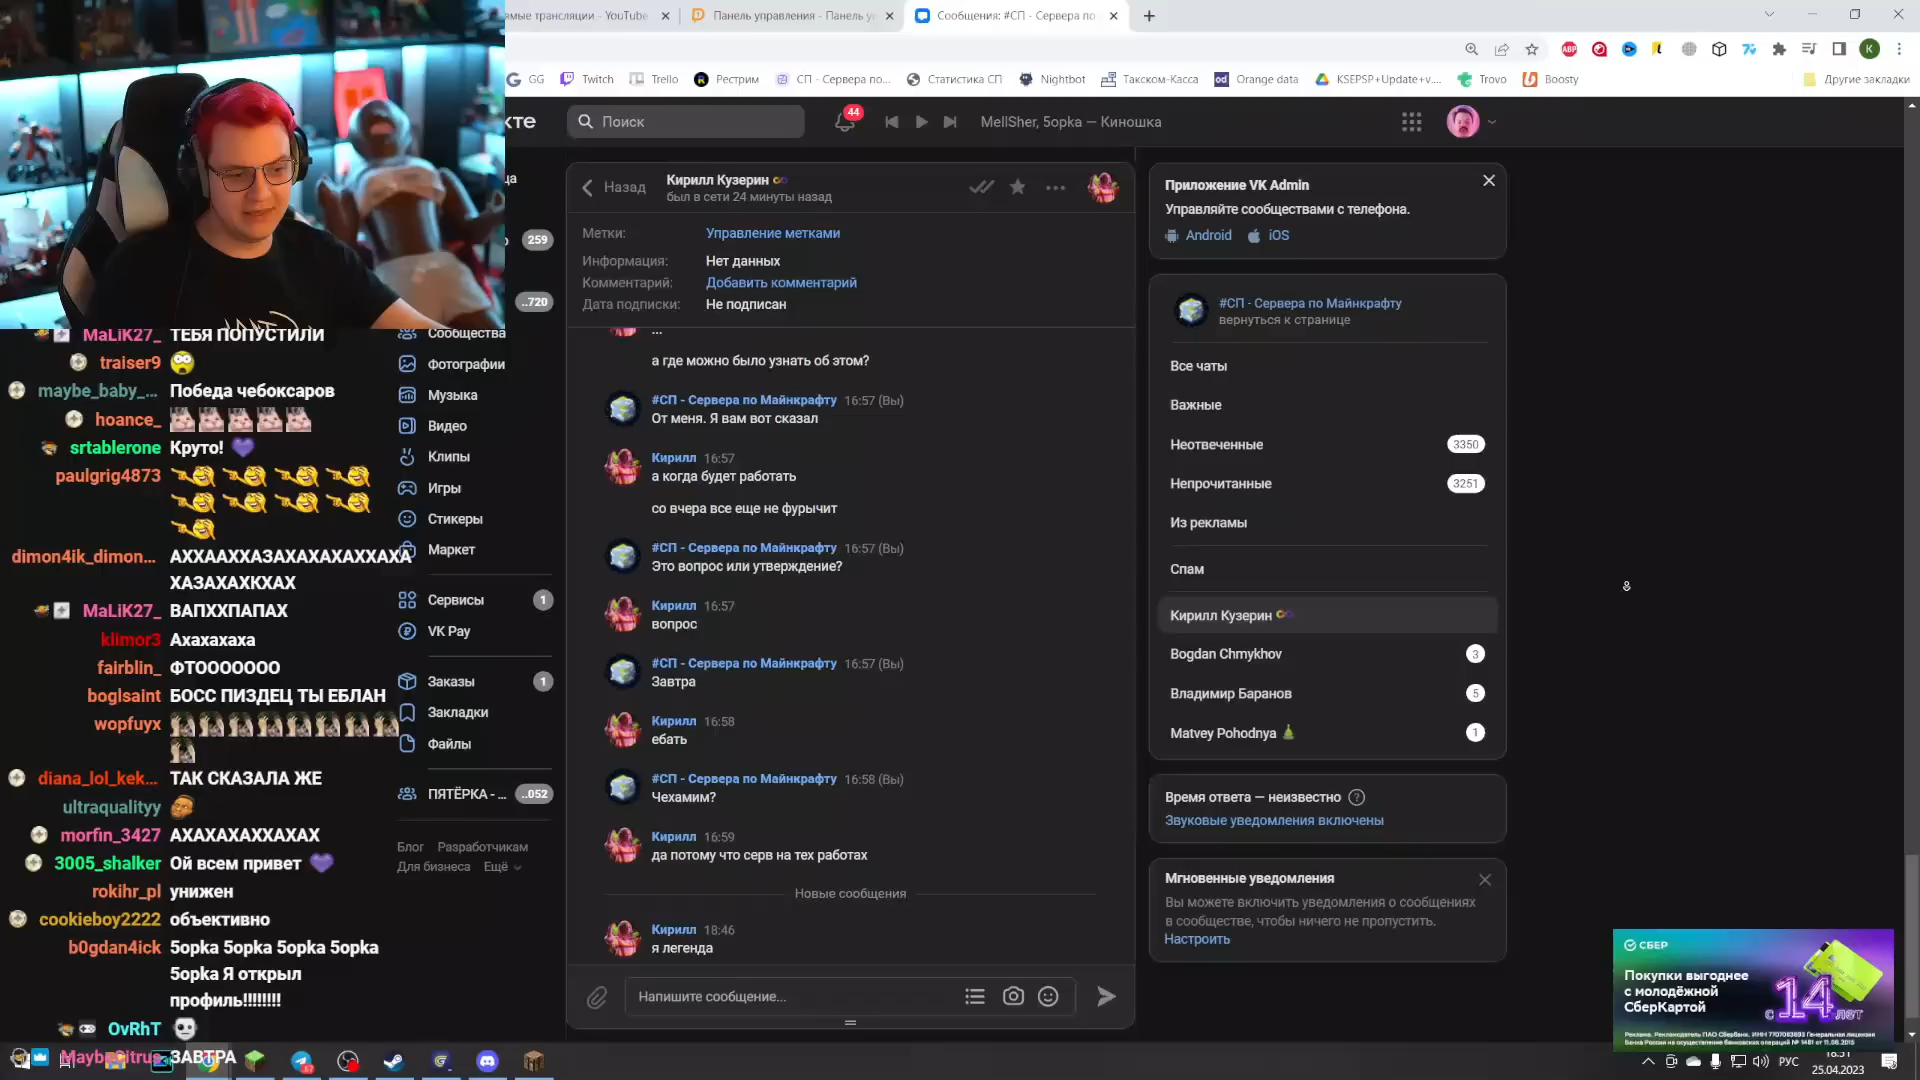 ямые трансляции - YouTube
Панель управления - Панель у
Сообщения: #СП - Сервера по
GG
Twitch
Trello
Рестрим
СП - Сервера по...
Статистика СП
Nightbot
Такском-Касса
Orange data
KSEPSP+Update+v....
Trovo
Boosty
Другие закладки
ABP
K
кте
Поиск
44
MellSher, 5opka — Киношка
ца
259
..720
Сообщества
Фотографии
Музыка
Видео
Клипы
Игры
Стикеры
Маркет
Сервисы
1
VK Pay
Заказы
1
Закладки
Файлы
ПЯТЁРКА - ...
..052
Блог Разработчикам
Для бизнеса Ещё
MaLiK27_ ТЕБЯ ПОПУСТИЛИ
traiser9
maybe_baby_... Победа чебоксаров
hoance_
srtablerone Круто!
paulgrig4873
dimon4ik_dimon... АХХААХХАЗАХАХАХАХХАХА
ХАЗАХАХКХАХ
MaLiK27_ ВАПХХПАПАХ
klimor3 Ахахахаха
fairblin_ ФТООООООО
boglsaint БОСС ПИЗДЕЦ ТЫ ЕБЛАН
wopfuyx
diana_lol_kek... ТАК СКАЗАЛА ЖЕ
ultraqualityy
morfin_3427 АХАХАХАХХАХАХ
3005_shalker Ой всем привет
rokihr_pl унижен
cookieboy2222 объективно
b0gdan4ick 5opka 5opka 5opka 5opka
5opka Я открыл
профиль!!!!!!!!
OvRhT
MaybeCitrus ЗАВТРА
Назад
Кирилл Кузерин
был в сети 24 минуты назад
Метки: Управление метками
Информация: Нет данных
Комментарий: Добавить комментарий
Дата подписки: Не подписан
...
а где можно было узнать об этом?
#СП - Сервера по Майнкрафту 16:57 (Вы)
От меня. Я вам вот сказал
Кирилл 16:57
а когда будет работать
со вчера все еще не фурычит
#СП - Сервера по Майнкрафту 16:57 (Вы)
Это вопрос или утверждение?
Кирилл 16:57
вопрос
#СП - Сервера по Майнкрафту 16:57 (Вы)
Завтра
Кирилл 16:58
ебать
#СП - Сервера по Майнкрафту 16:58 (Вы)
Чехамим?
Кирилл 16:59
да потому что серв на тех работах
Новые сообщения
Кирилл 18:46
я легенда
Напишите сообщение...
Приложение VK Admin
Управляйте сообществами с телефона.
Android iOS
#СП - Сервера по Майнкрафту
вернуться к странице
Все чаты
Важные
Неотвеченные 3350
Непрочитанные 3251
Из рекламы
Спам
Кирилл Кузерин
Bogdan Chmykhov 3
Владимир Баранов 5
Matvey Pohodnya 1
Время ответа — неизвестно ?
Звуковые уведомления включены
Мгновенные уведомления
Вы можете включить уведомления о сообщениях
в сообществе, чтобы ничего не пропустить.
Настроить
СБЕР
Покупки выгоднее
с молодёжной
СберКартой
с 14 лет
Реклама. Рекламодатель ПАО Сбербанк. ИНН 7707083893 Генеральная лицензия
Банка России на осуществление банковских операций № 1481 от 11.08.2015
РУС
18:51
25.04.2023